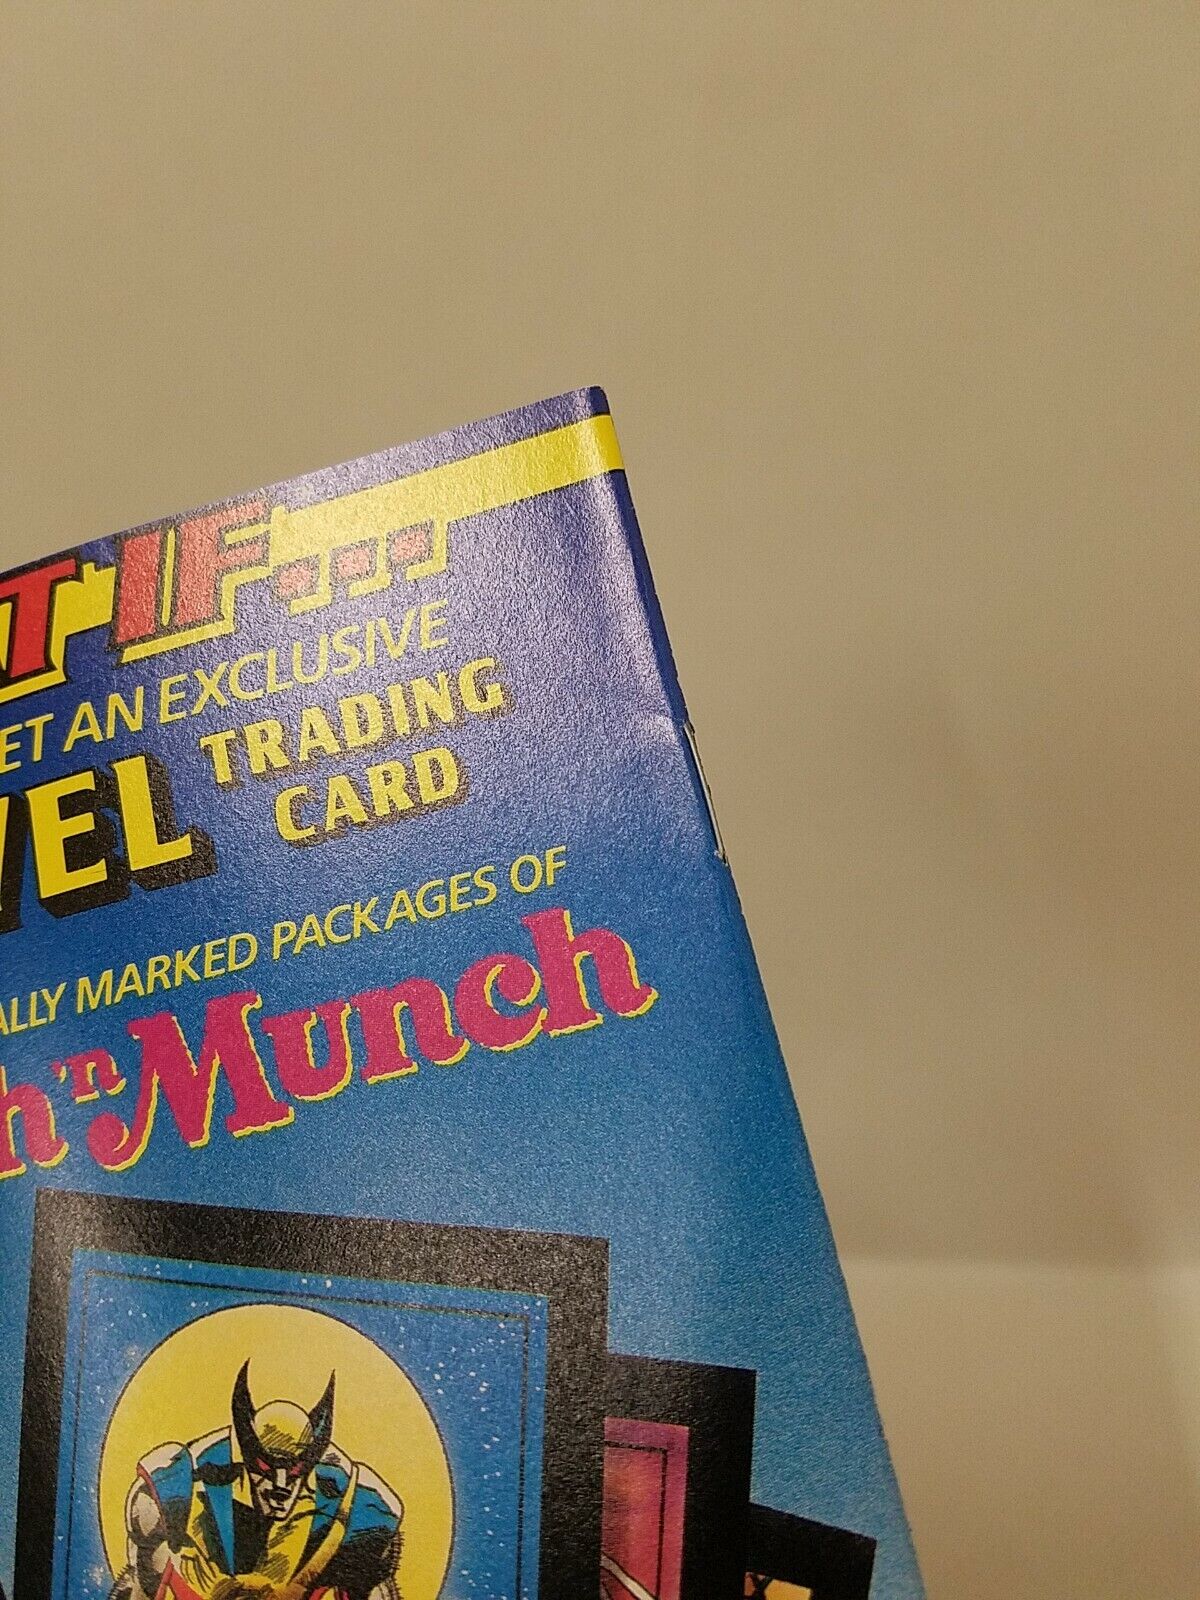 T IF...
ET AN EXCLUSIVE
VEL TRADING
CARD
ALLY MARKED PACKAGES OF
h 'n Munch